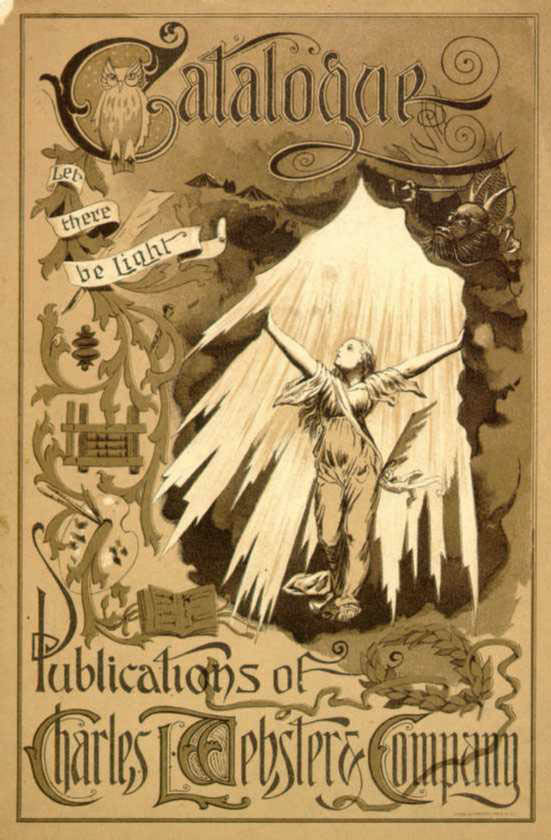 Catalogue
Let
there
be Light
Publications of
Charles L. Webster & Company